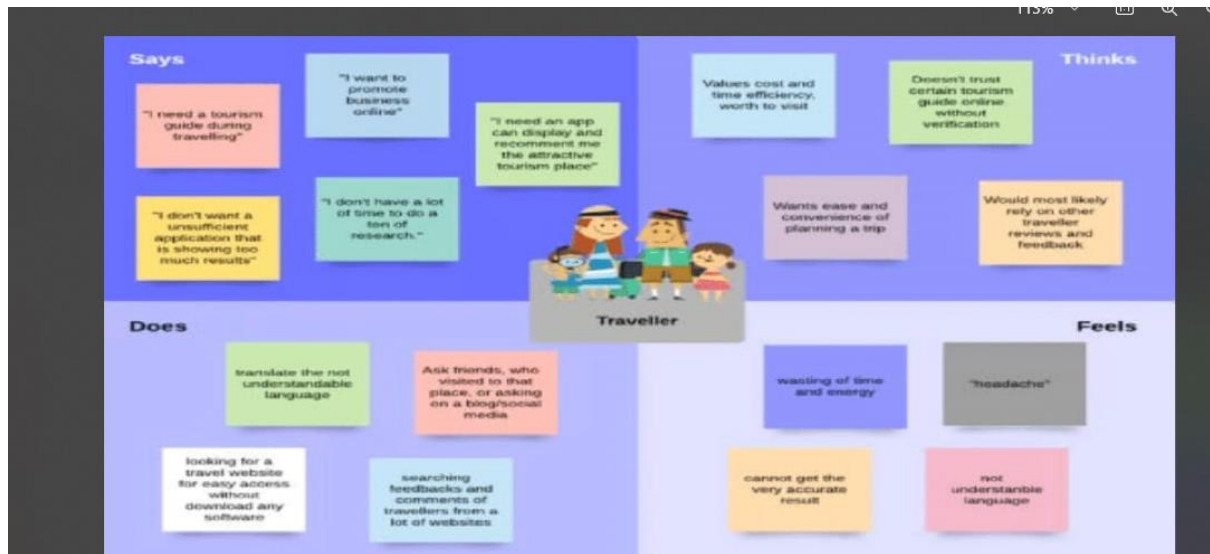 113%
Says
"I need a tourism
guide during
travelling"
"I want to
promote
business
online"
"I need an app
can display and
recomment me
the attractive
tourism place"
"I don't want a
unsufficient
application that
is showing too
much results"
"I don't have a lot
of time to do a
ton of
research."
Thinks
Values cost and
time efficiency,
worth to visit
Doesn't trust
certain tourism
guide online
without
verification
Wants ease and
convenience of
planning a trip
Would most likely
rely on other
traveller
reviews and
feedback
Traveller
Does
translate the not
understandable
language
Ask friends, who
visited to that
place, or asking
on a blog/social
media
looking for a
travel website
for easy access
without
download any
software
searching
feedbacks and
comments of
travellers from a
lot of websites
Feels
wasting of time
and energy
"headache"
cannot get the
very accurate
result
not
understanble
language